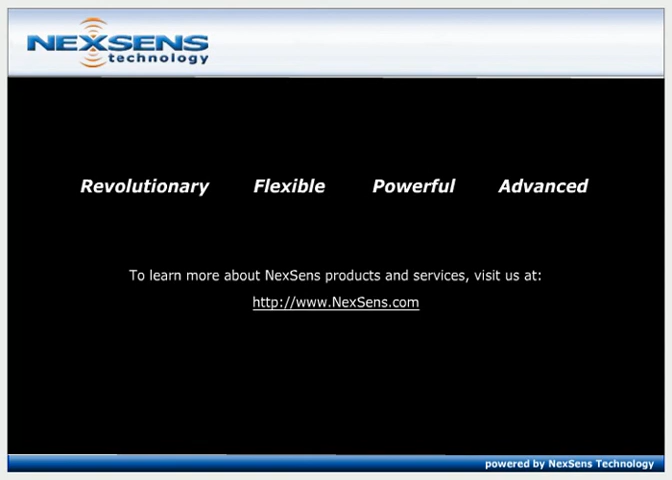 NEXSENS
technology
Revolutionary Flexible Powerful Advanced
To learn more about NexSens products and services, visit us at:
http://www.NexSens.com
powered by NexSens Technology